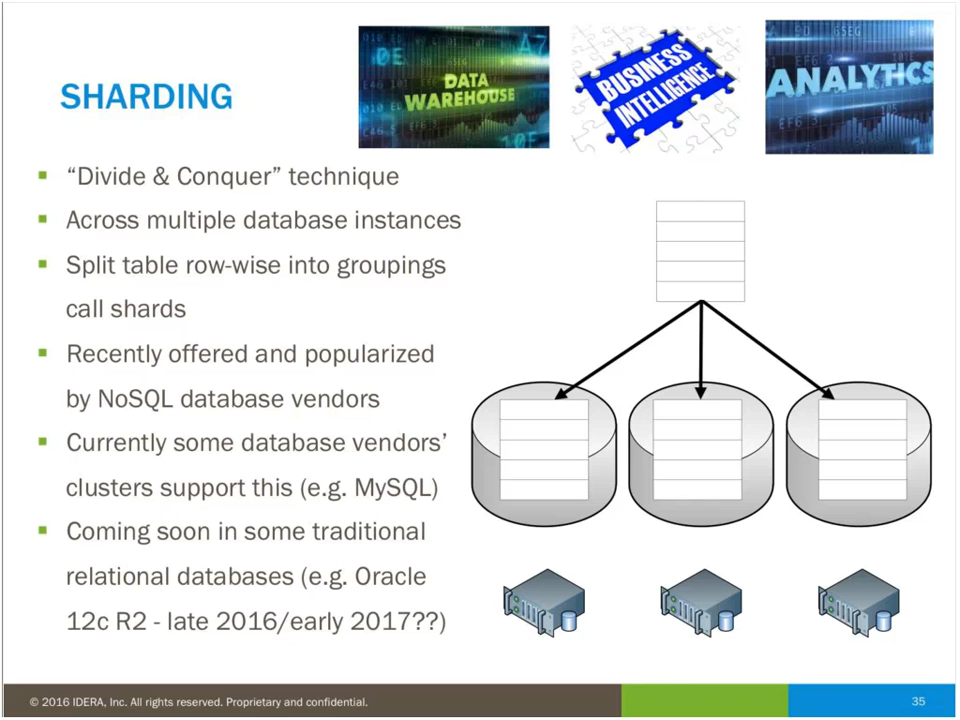 DATA
WAREHOUSE
BUSINESS
INTELLIGENCE
ANALYTICS
SHARDING
▪ “Divide & Conquer” technique
▪ Across multiple database instances
▪ Split table row-wise into groupings
call shards
▪ Recently offered and popularized
by NoSQL database vendors
▪ Currently some database vendors’
clusters support this (e.g. MySQL)
▪ Coming soon in some traditional
relational databases (e.g. Oracle
12c R2 - late 2016/early 2017??)
© 2016 IDERA, Inc. All rights reserved. Proprietary and confidential.
35